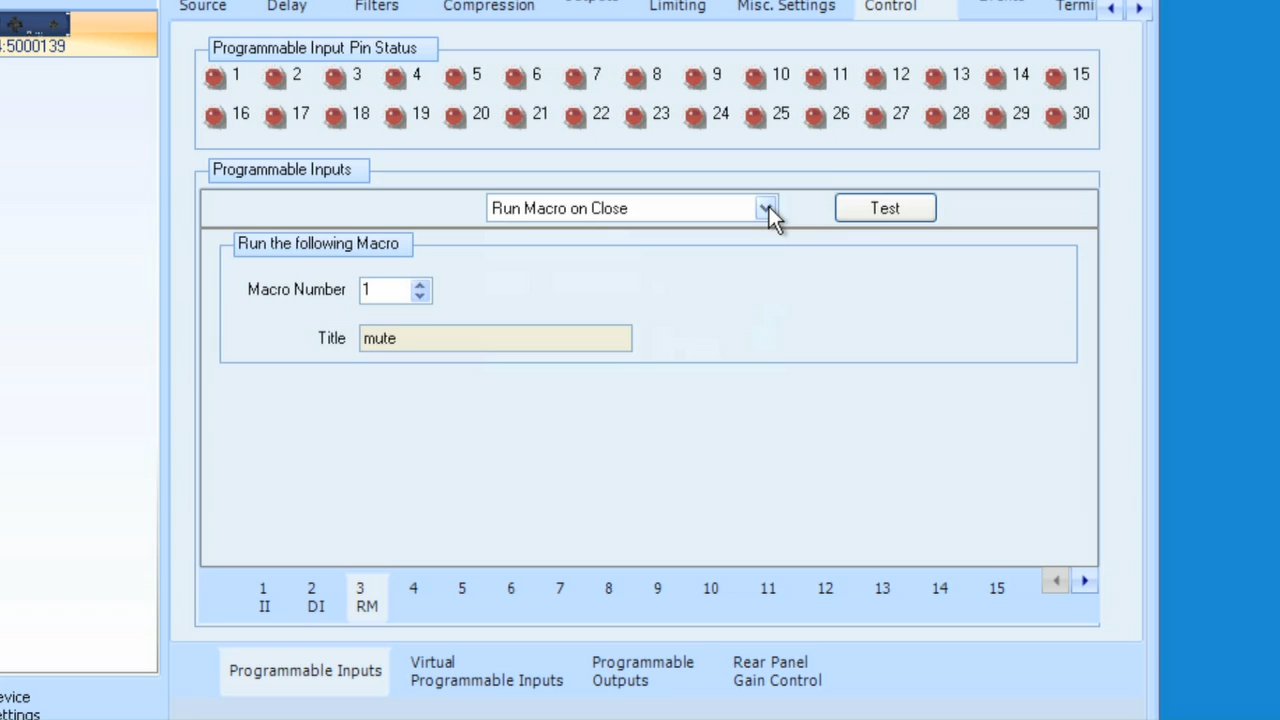 Source Delay Filters Compression Limiting Misc. Settings Control
:5000139
Programmable Input Pin Status
1 2 3 4 5 6 7 8 9 10 11 12 13 14 15
16 17 18 19 20 21 22 23 24 25 26 27 28 29 30
Programmable Inputs
Run Macro on Close Test
Run the following Macro
Macro Number 1
Title mute
1 2 3 4 5 6 7 8 9 10 11 12 13 14 15
II DI RM
Programmable Inputs
Virtual
Programmable Inputs
Programmable
Outputs
Rear Panel
Gain Control
evice
ettings